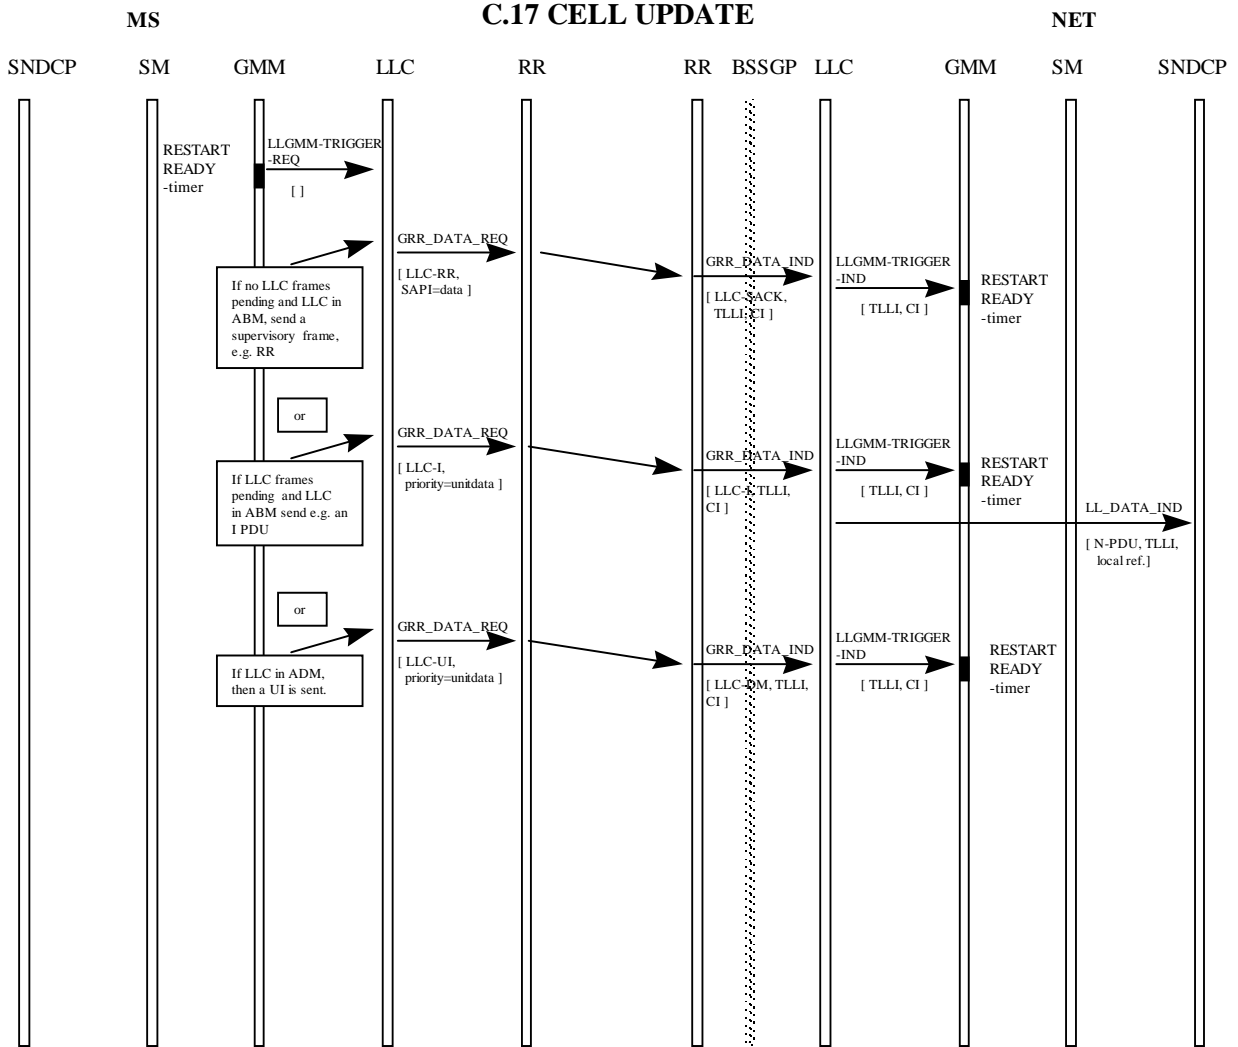 C.17 CELL UPDATE
MS
NET
SNDCP SM GMM LLC RR RR BSSGP LLC GMM SM SNDCP
RESTART
READY
-timer
LLGMM-TRIGGER
-REQ
[ ]
If no LLC frames
pending and LLC in
ABM, send a
supervisory frame,
e.g. RR
GRR_DATA_REQ
[ LLC-RR,
SAPI=data ]
GRR_DATA_IND
[ LLC-SACK,
TLLI, CI ]
LLGMM-TRIGGER
-IND
[ TLLI, CI ]
RESTART
READY
-timer
or
If LLC frames
pending and LLC
in ABM send e.g. an
I PDU
GRR_DATA_REQ
[ LLC-I,
priority=unitdata ]
GRR_DATA_IND
[ LLC-I, TLLI,
CI ]
LLGMM-TRIGGER
-IND
[ TLLI, CI ]
RESTART
READY
-timer
LL_DATA_IND
[ N-PDU, TLLI,
local ref.]
or
If LLC in ADM,
then a UI is sent.
GRR_DATA_REQ
[ LLC-UI,
priority=unitdata ]
GRR_DATA_IND
[ LLC-DM, TLLI,
CI ]
LLGMM-TRIGGER
-IND
[ TLLI, CI ]
RESTART
READY
-timer